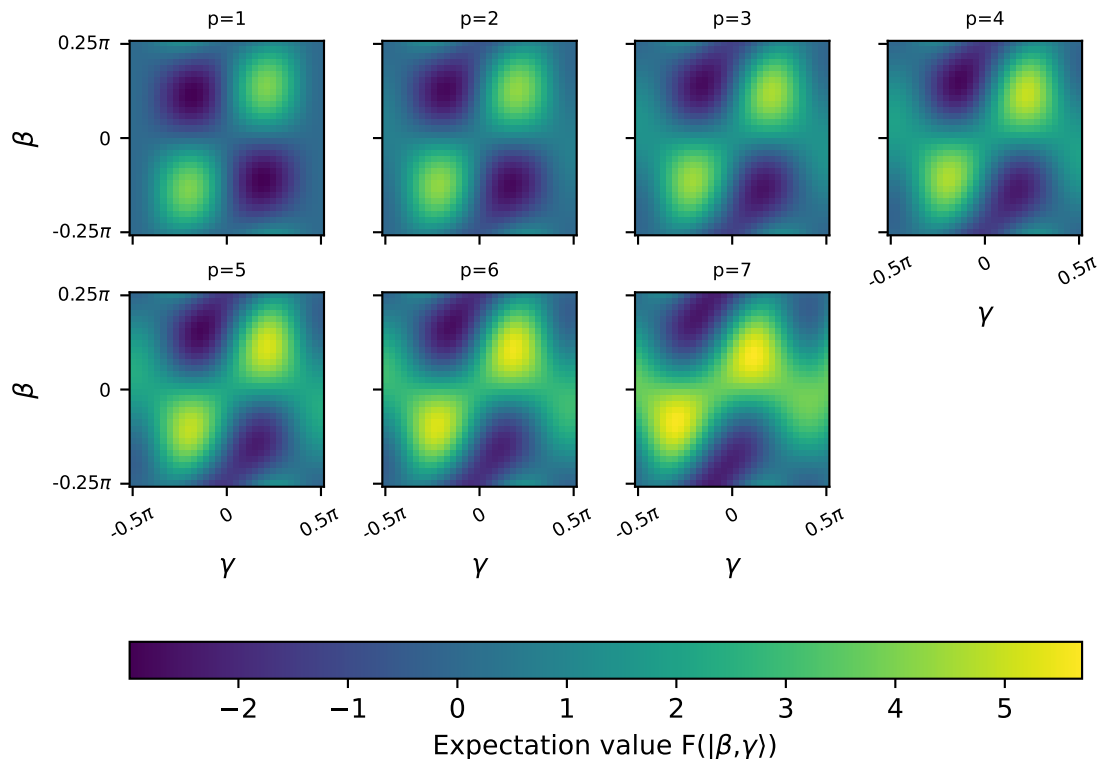 p=1 p=2 p=3 p=4
0.25π
β
0
-0.25π
-0.5π 0 0.5π
γ
p=5 p=6 p=7
0.25π
β
0
-0.25π
-0.5π 0 0.5π -0.5π 0 0.5π -0.5π 0 0.5π
γ γ γ
−2 −1 0 1 2 3 4 5
Expectation value F(|β,γ⟩)